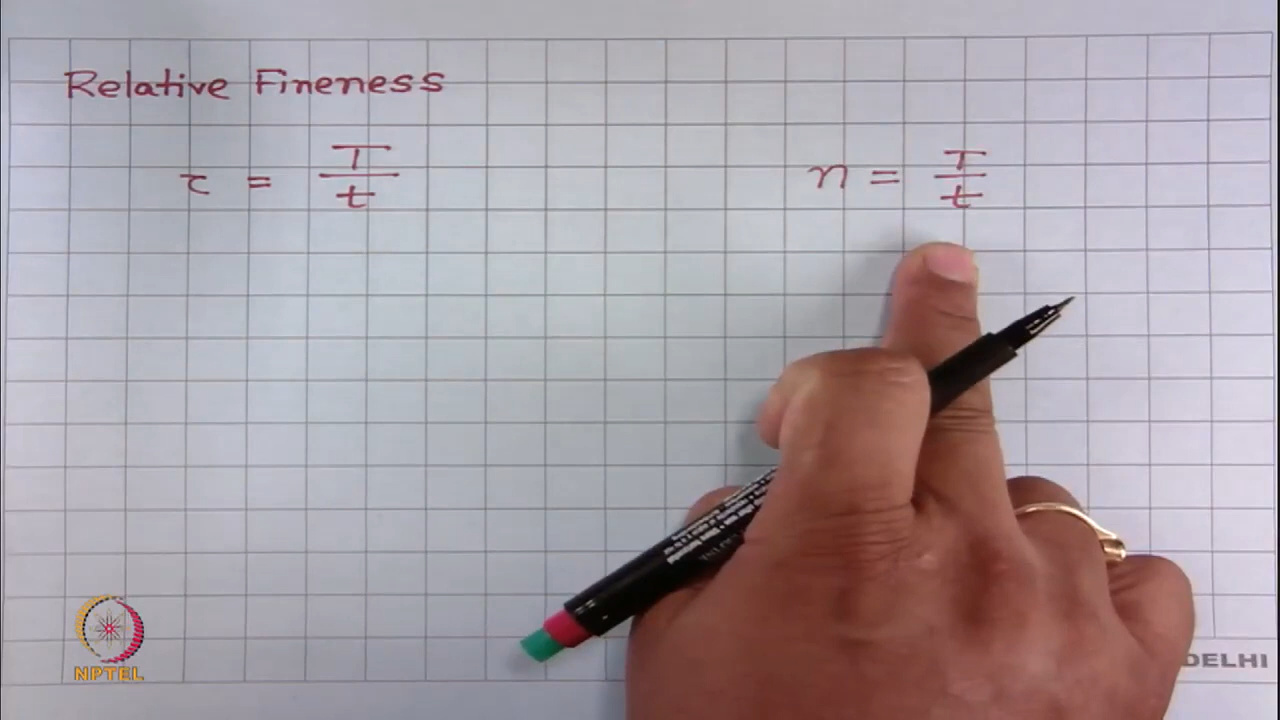 Relative Fineness
τ = T/t
n = T/t
NPTEL
DELHI